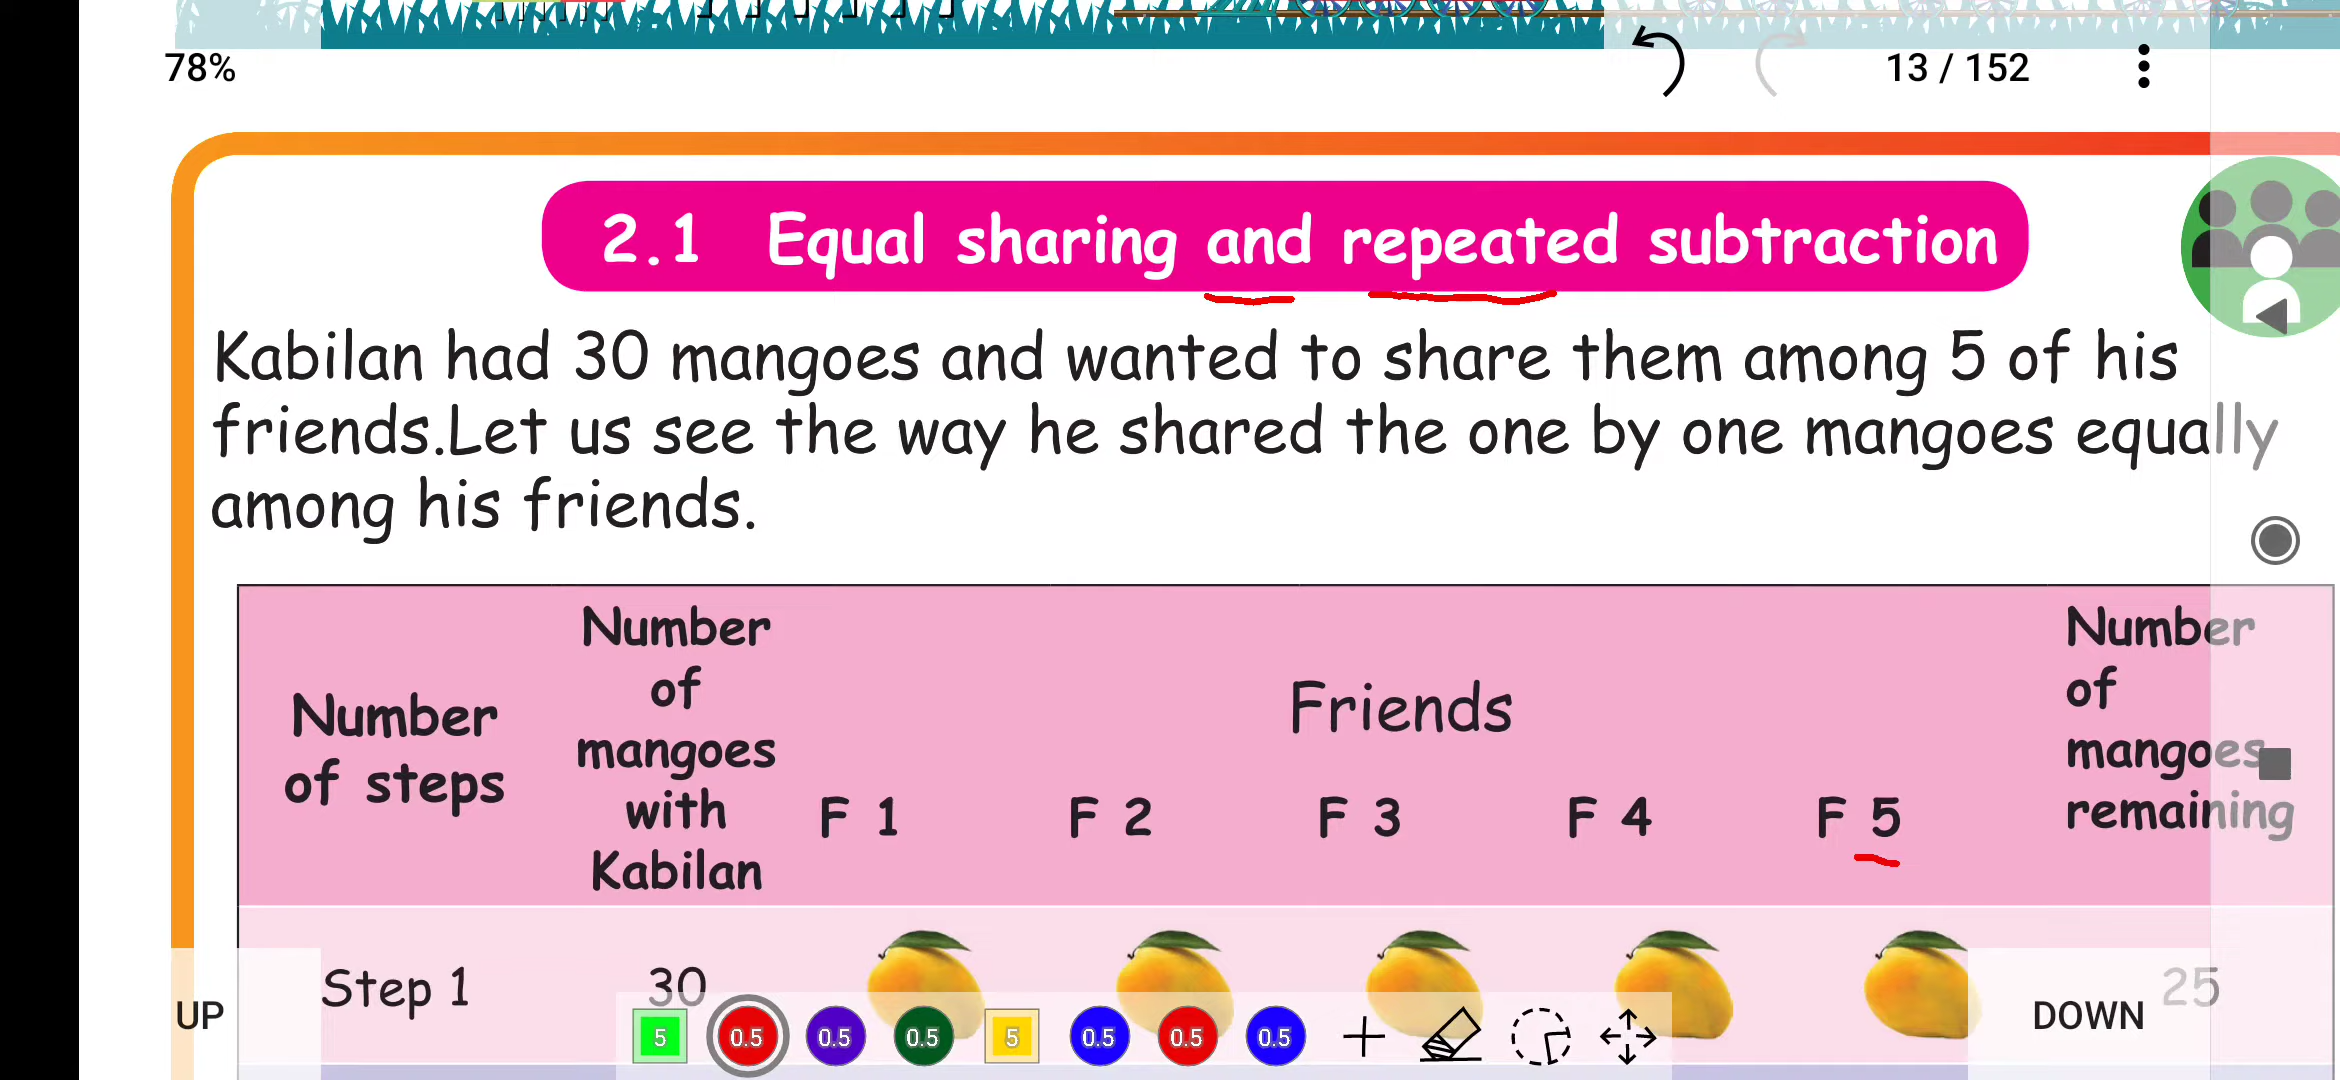 78%
13 / 152
2.1 Equal sharing and repeated subtraction
Kabilan had 30 mangoes and wanted to share them among 5 of his
friends.Let us see the way he shared the one by one mangoes equally
among his friends.
Number of steps
Number of mangoes with Kabilan
Friends
F 1 F 2 F 3 F 4 F 5
Number of mangoes remaining
Step 1 30 25
UP
DOWN
5 0.5 0.5 0.5 5 0.5 0.5 0.5